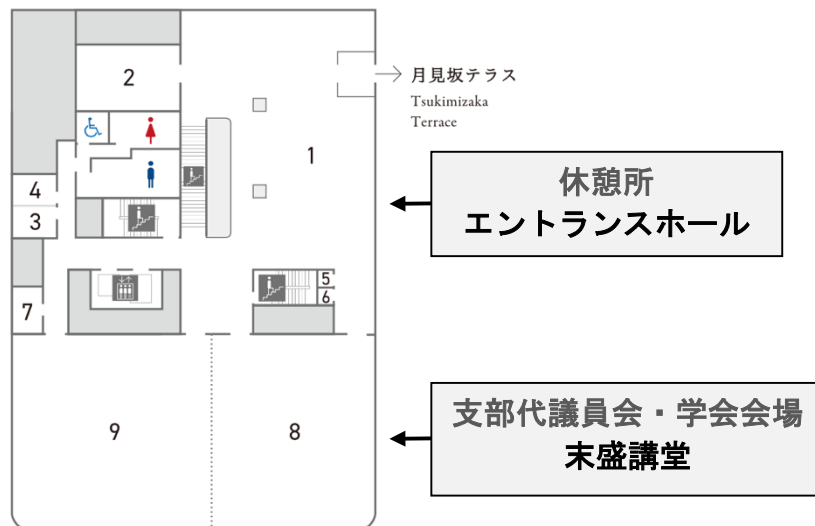 2
月見坂テラス
Tsukimizaka
Terrace
1
休憩所
エントランスホール
4
3
5
6
7
支部代議員会・学会会場
末盛講堂
9
8